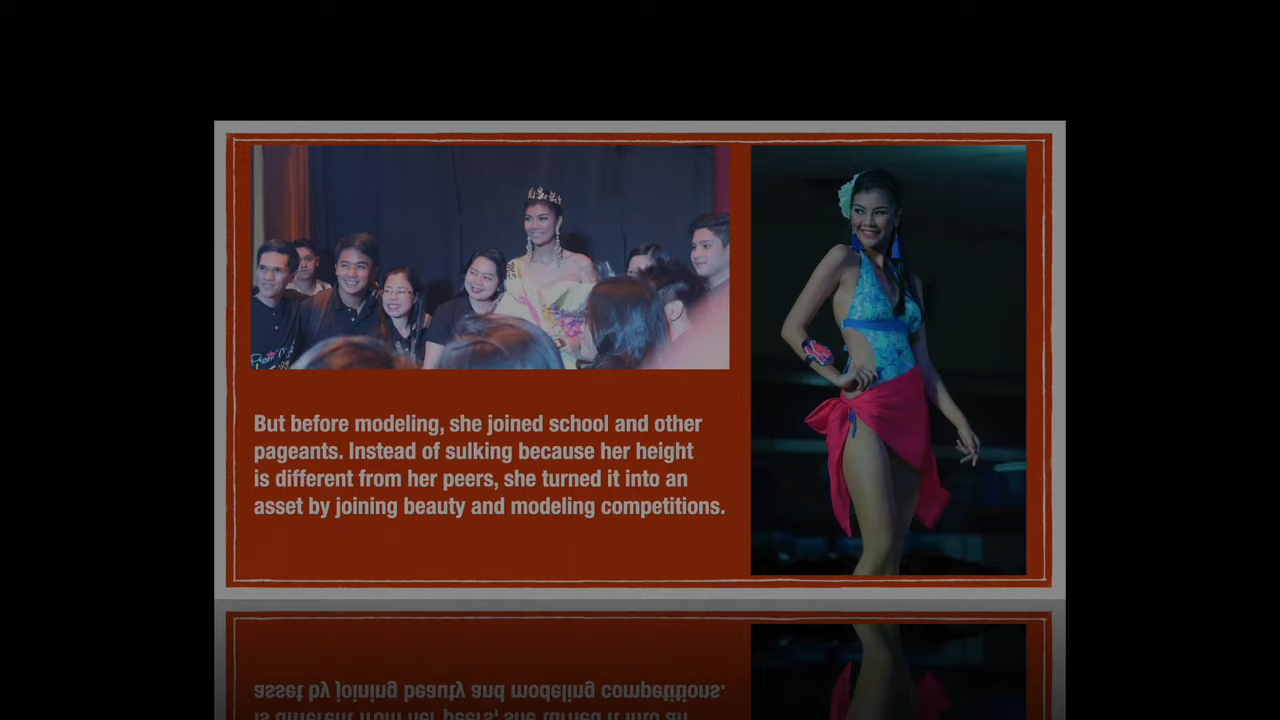 But before modeling, she joined school and other
pageants. Instead of sulking because her height
is different from her peers, she turned it into an
asset by joining beauty and modeling competitions.